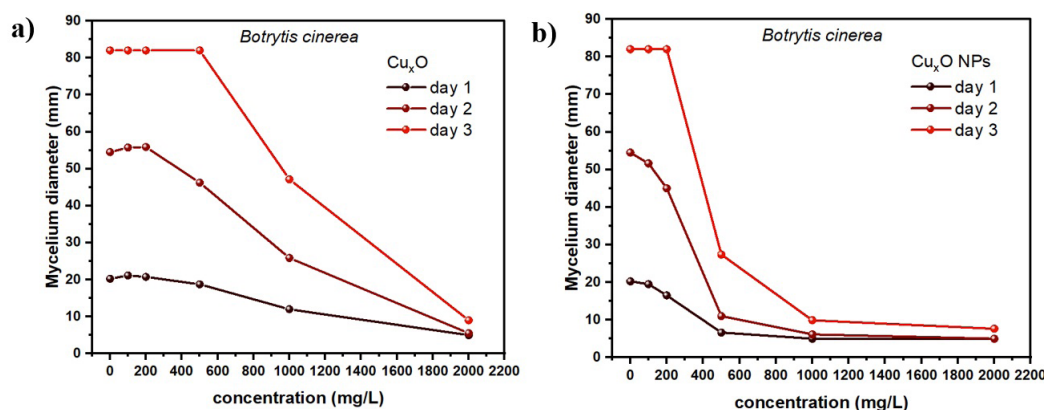 a)
Botrytis cinerea
CuxO
day 1
day 2
day 3
Mycelium diameter (mm)
90
80
70
60
50
40
30
20
10
0
0 200 400 600 800 1000 1200 1400 1600 1800 2000 2200
concentration (mg/L)
b)
Botrytis cinerea
CuxO NPs
day 1
day 2
day 3
Mycelium diameter (mm)
90
80
70
60
50
40
30
20
10
0
0 200 400 600 800 1000 1200 1400 1600 1800 2000 2200
concentration (mg/L)